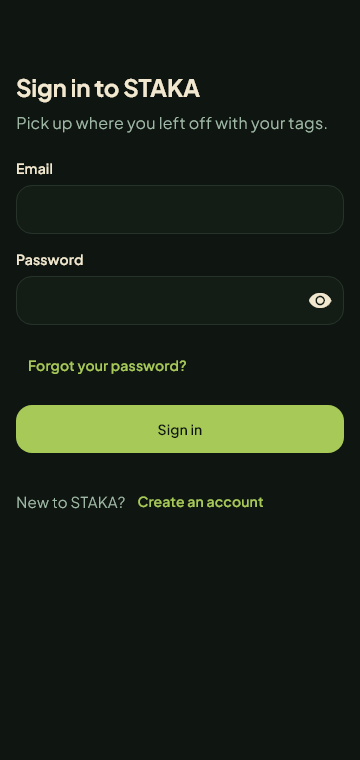 Sign in to STAKA
Pick up where you left off with your tags.
Email
Password
Forgot your password?
Sign in
New to STAKA? Create an account